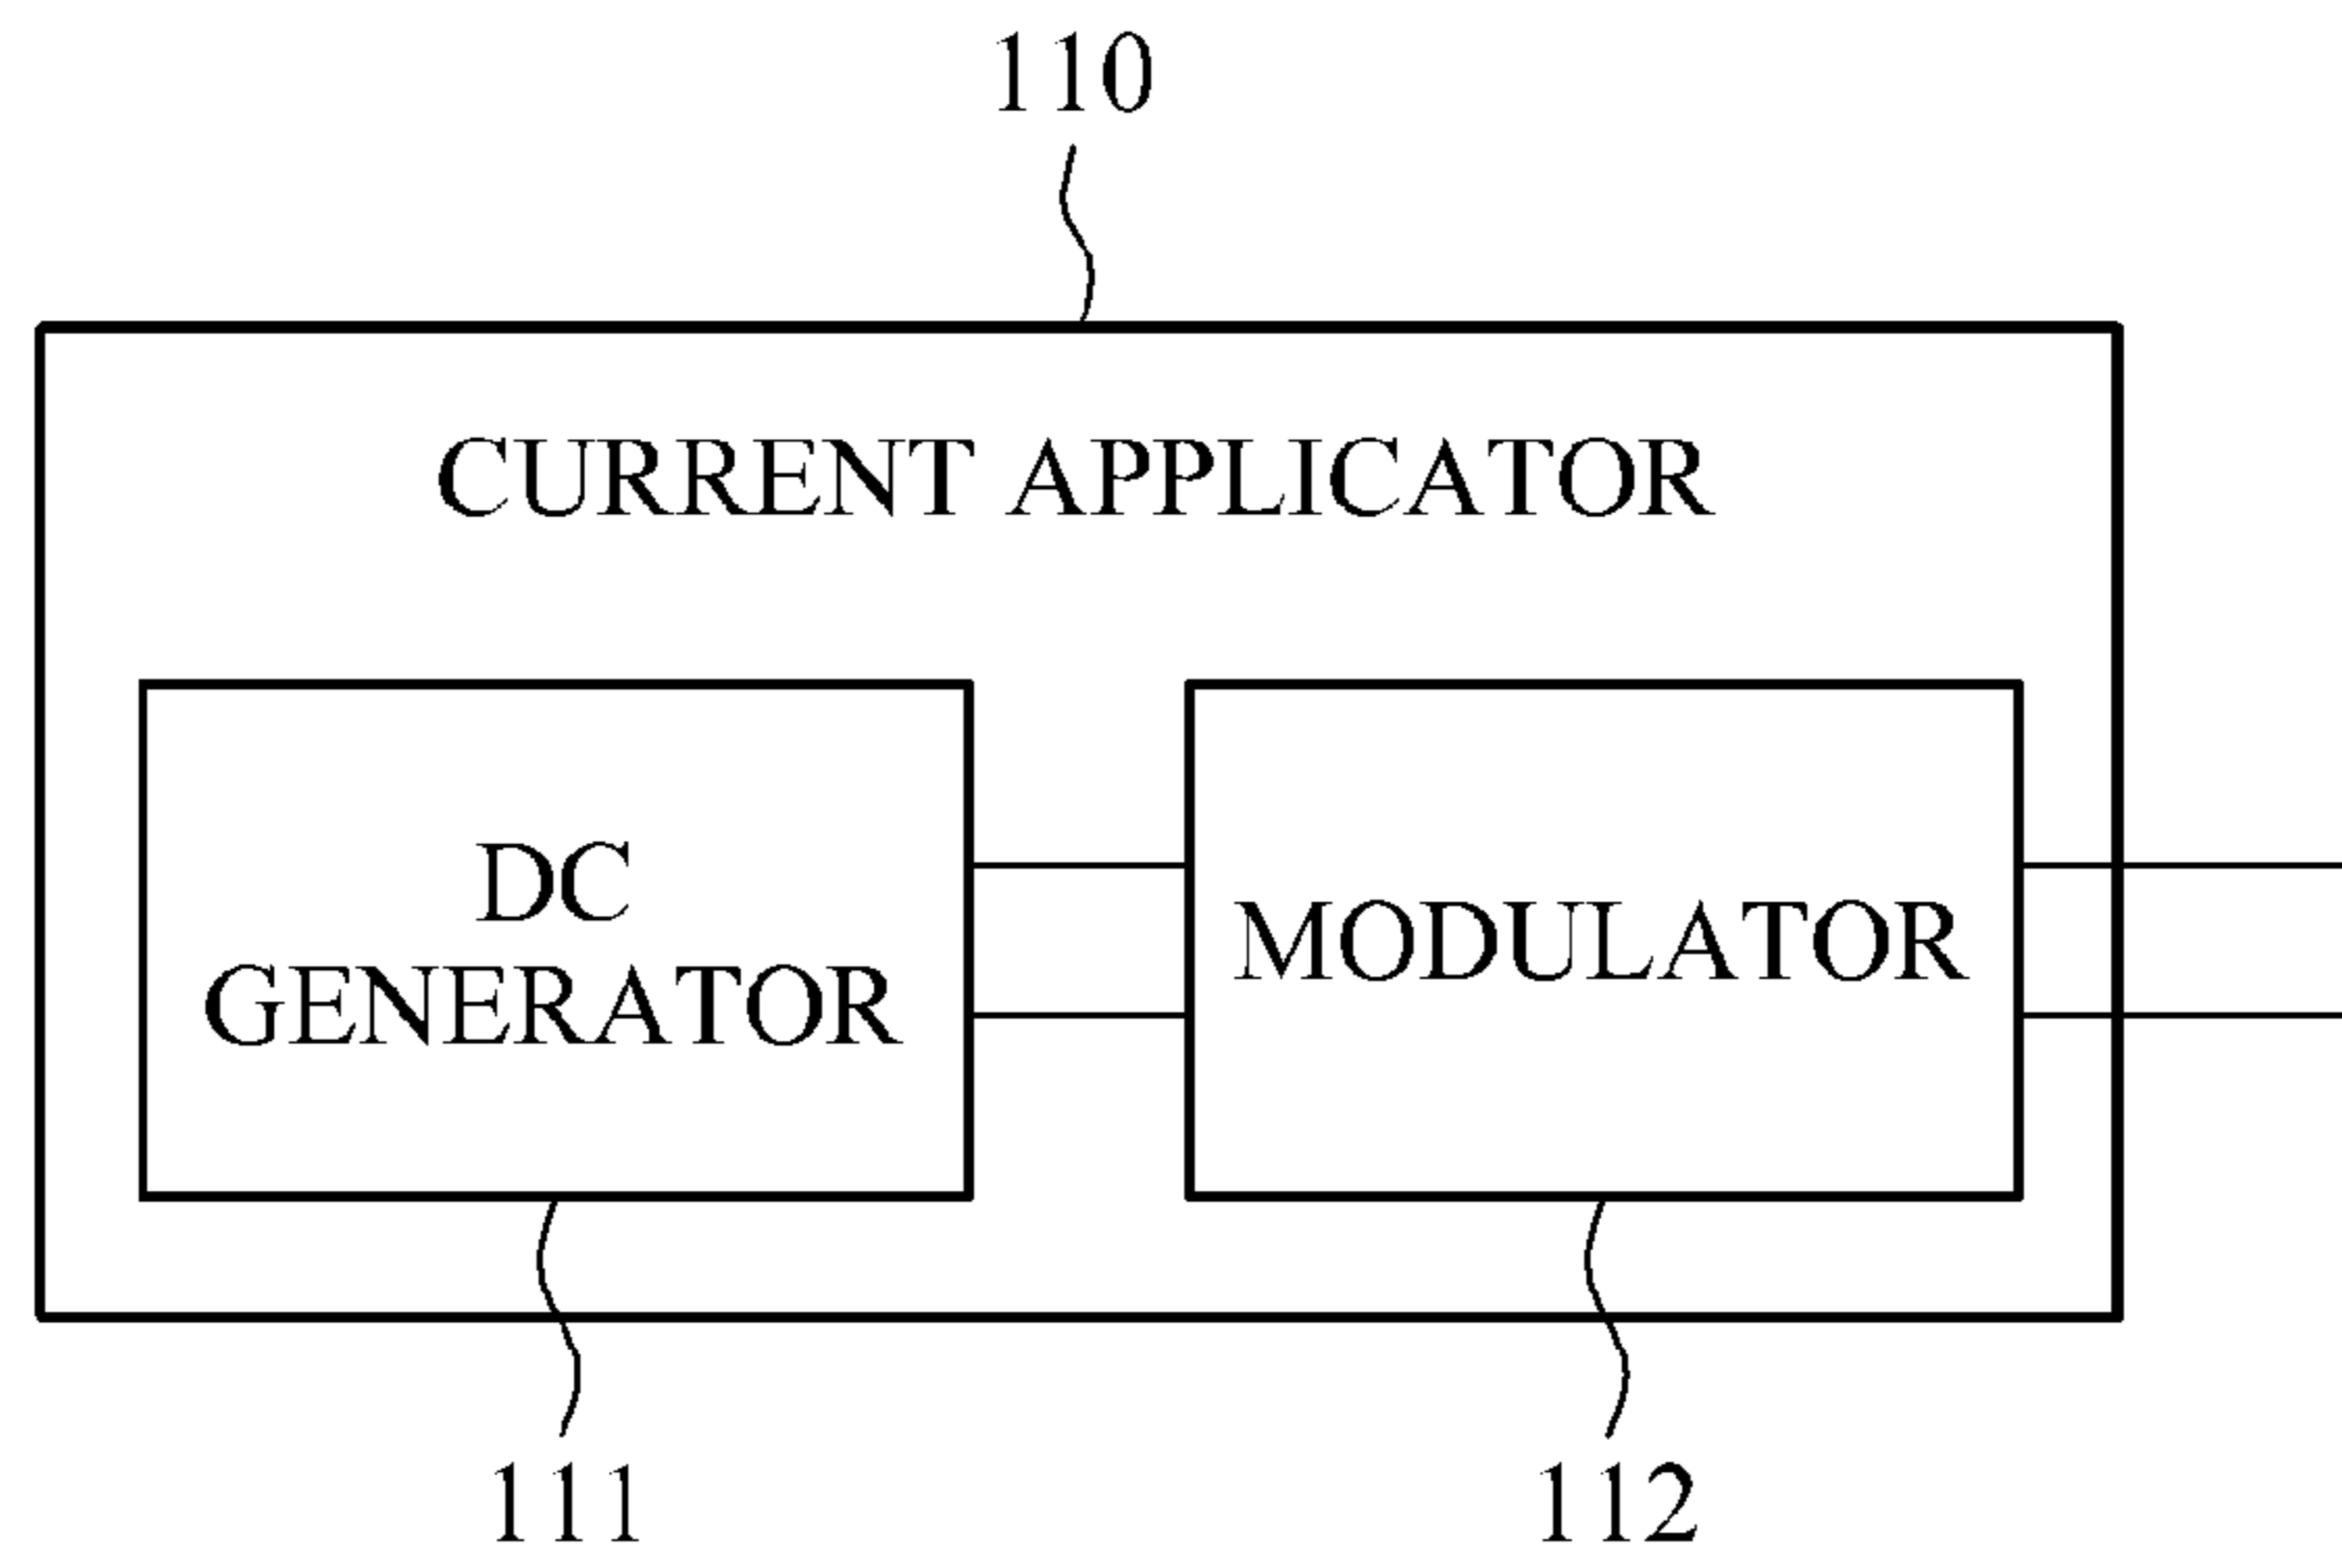 110
CURRENT APPLICATOR
DC
GENERATOR
MODULATOR
111
112